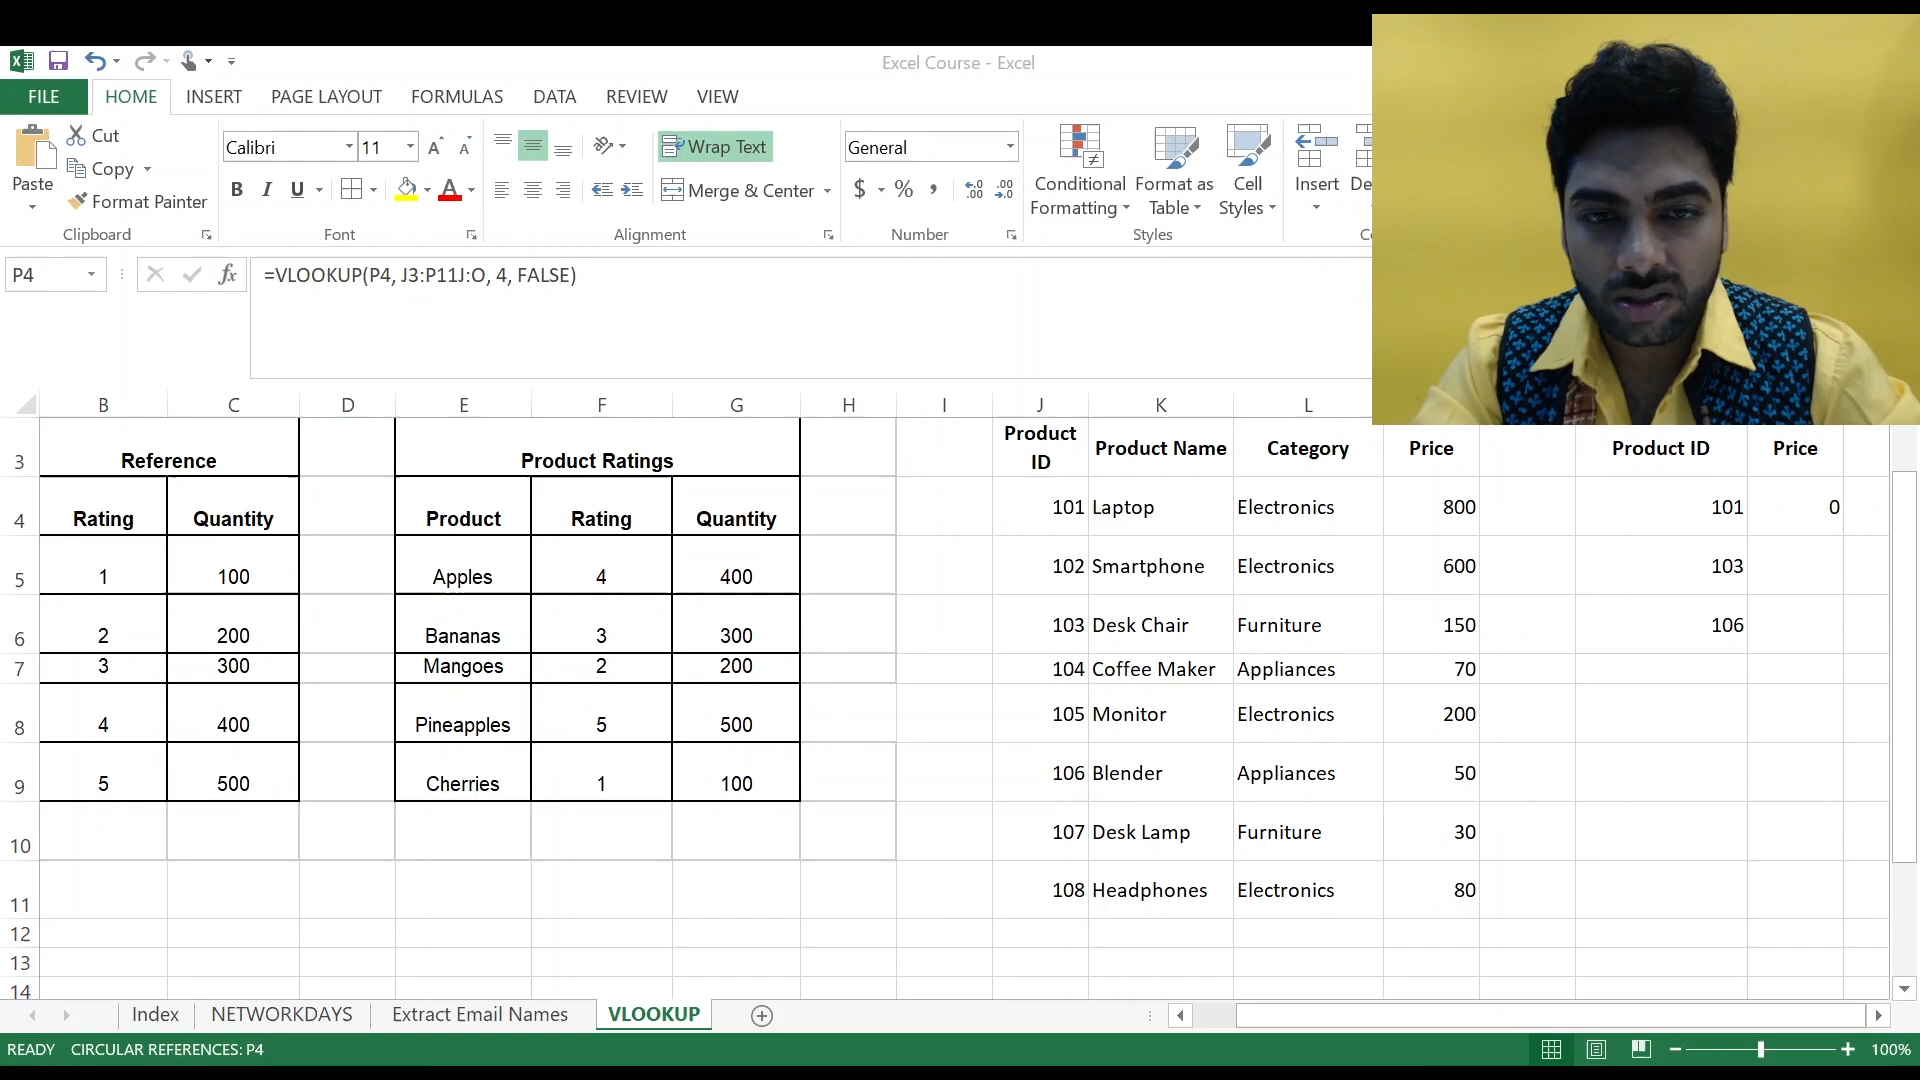 Excel Course - Excel
FILE HOME INSERT PAGE LAYOUT FORMULAS DATA REVIEW VIEW
Paste
Cut
Copy
Format Painter
Clipboard
Calibri 11
B I U A
Font
Wrap Text
Merge & Center
Alignment
General
$ % ,
Number
Conditional Formatting
Format as Table
Cell Styles
Styles
Insert
De
P4 fx =VLOOKUP(P4, J3:P11J:O, 4, FALSE)
B C D E F G H I J K L
3 Reference Product Ratings Product ID Product Name Category Price Product ID Price
4 Rating Quantity Product Rating Quantity 101 Laptop Electronics 800 101 0
5 1 100 Apples 4 400 102 Smartphone Electronics 600 103
6 2 200 Bananas 3 300 103 Desk Chair Furniture 150 106
7 3 300 Mangoes 2 200 104 Coffee Maker Appliances 70
8 4 400 Pineapples 5 500 105 Monitor Electronics 200
9 5 500 Cherries 1 100 106 Blender Appliances 50
10 107 Desk Lamp Furniture 30
11 108 Headphones Electronics 80
12
13
14
Index NETWORKDAYS Extract Email Names VLOOKUP
READY CIRCULAR REFERENCES: P4 100%